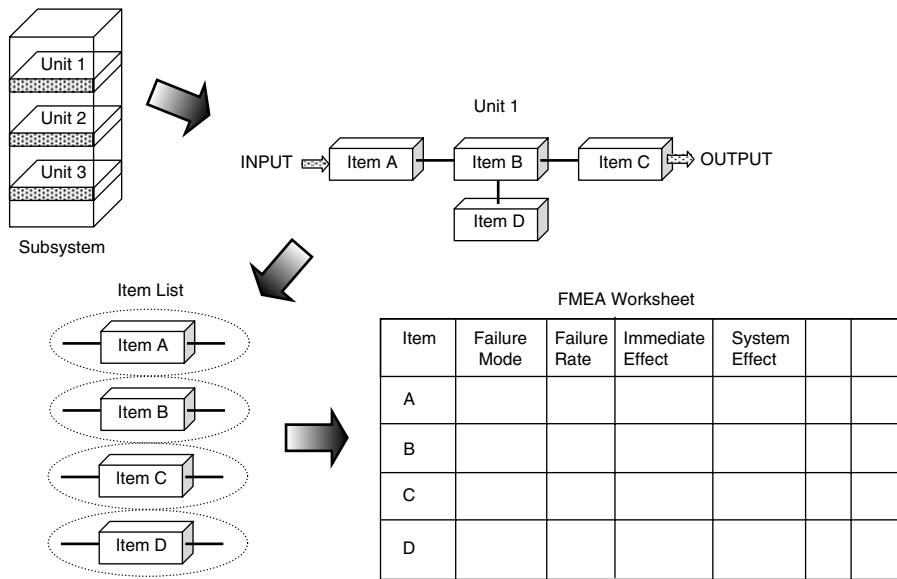 Unit 1
Unit 2
Unit 3
Subsystem
Unit 1
INPUT
Item A
Item B
Item C
OUTPUT
Item D
Item List
Item A
Item B
Item C
Item D
FMEA Worksheet
Item
Failure
Mode
Failure
Rate
Immediate
Effect
System
Effect
A
B
C
D